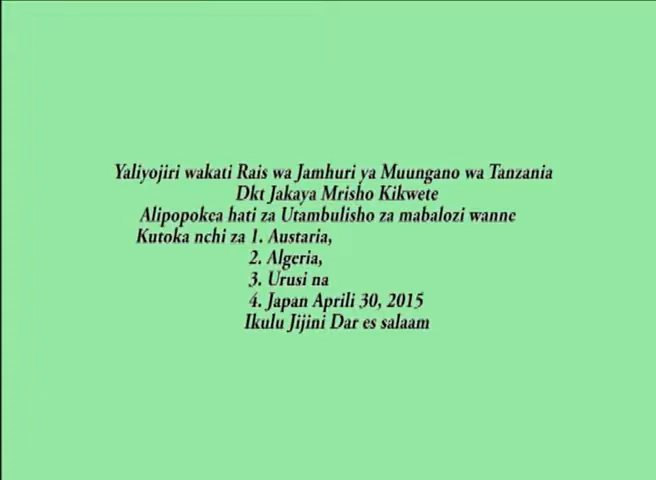 Yaliyojiri wakati Rais wa Jamhuri ya Muungano wa Tanzania
Dkt Jakaya Mrisho Kikwete
Alipopokea hati za Utambulisho za mabalozi wanne
Kutoka nchi za 1. Austaria,
2. Algeria,
3. Urusi na
4. Japan Aprili 30, 2015
Ikulu Jijini Dar es salaam